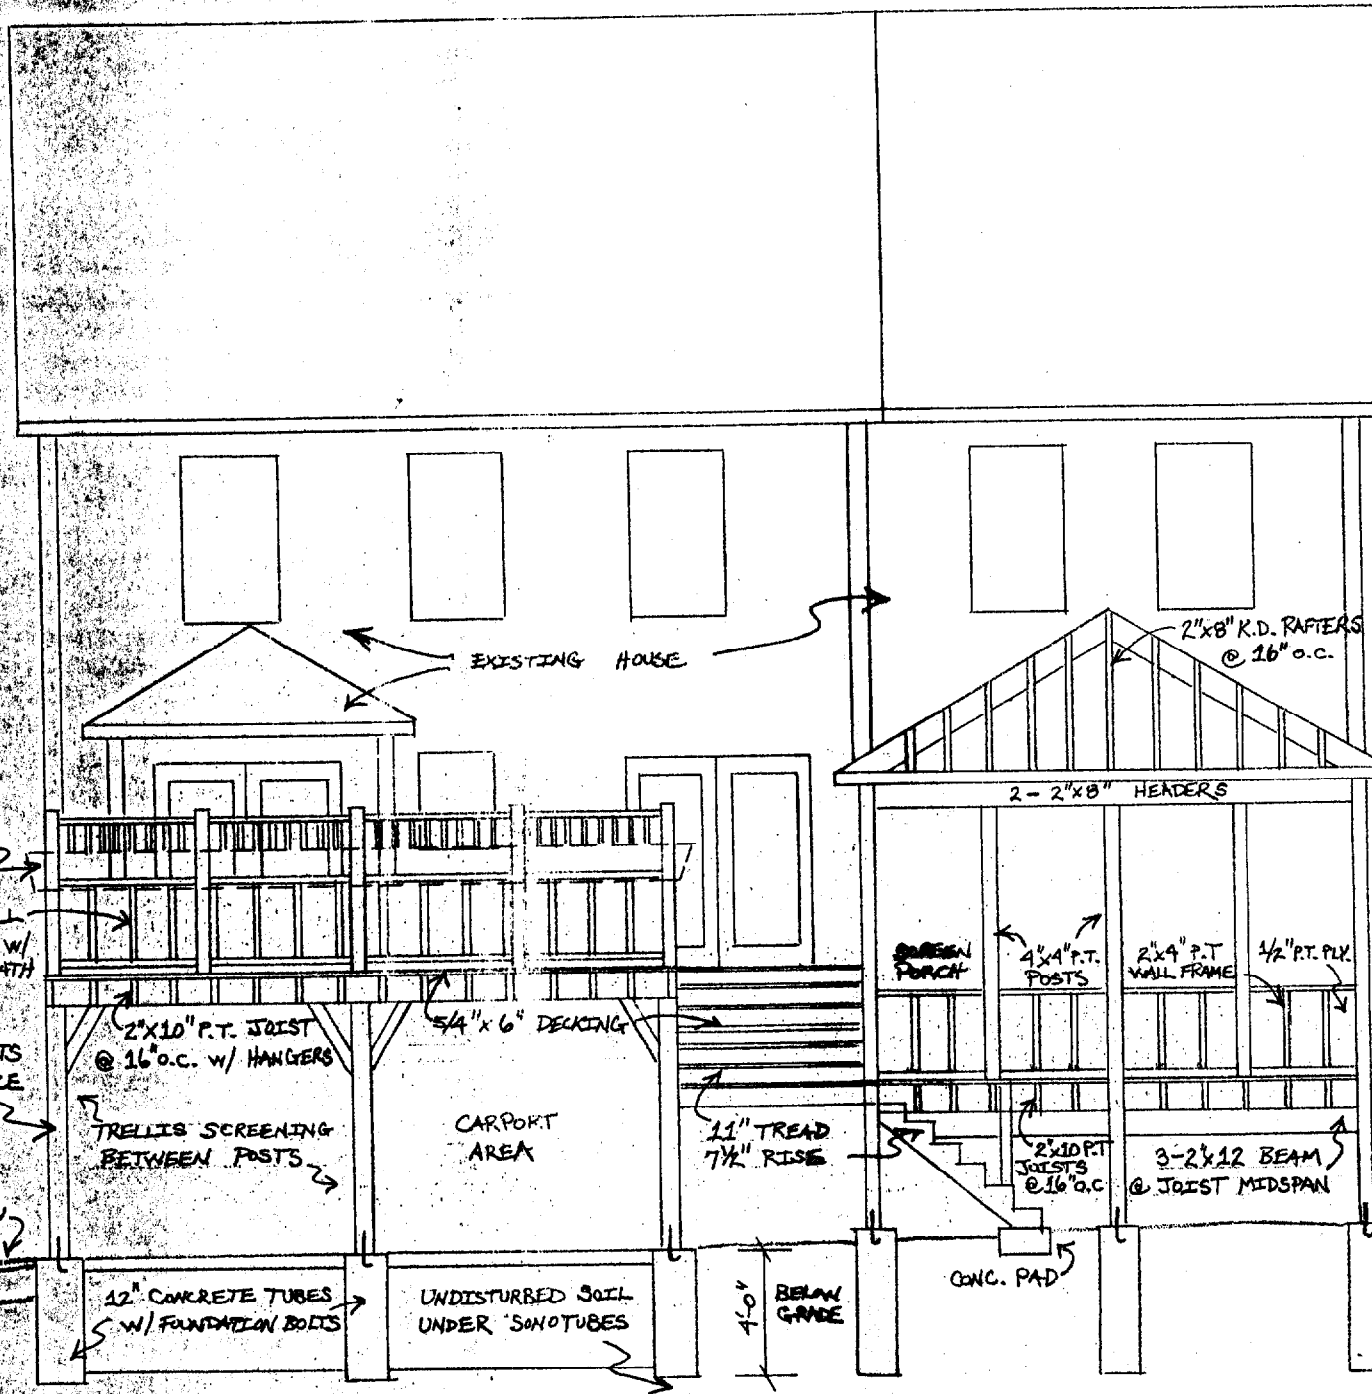 2"x8" K.D. RAFTERS
@ 16" O.C.
EXISTING HOUSE
2 - 2"x8" HEADERS
W/
SCREEN
PORCH
4"x4" P.T.
POSTS
2"x4" P.T
WALL FRAME
1/2" P.T. PLY.
2"x10" P.T. JOIST
@ 16" O.C. W/ HANGERS
5/4" x 6" DECKING
TRELLIS SCREENING
BETWEEN POSTS
CARPORT
AREA
11" TREAD
7½" RISE
2"x10 P.T
JOISTS
@ 16" O.C
3-2"x12 BEAM
@ JOIST MIDSPAN
CONC. PAD
12" CONCRETE TUBES
W/ FOUNDATION BOLTS
UNDISTURBED SOIL
UNDER SONOTUBES
4'-0"
BELOW
GRADE